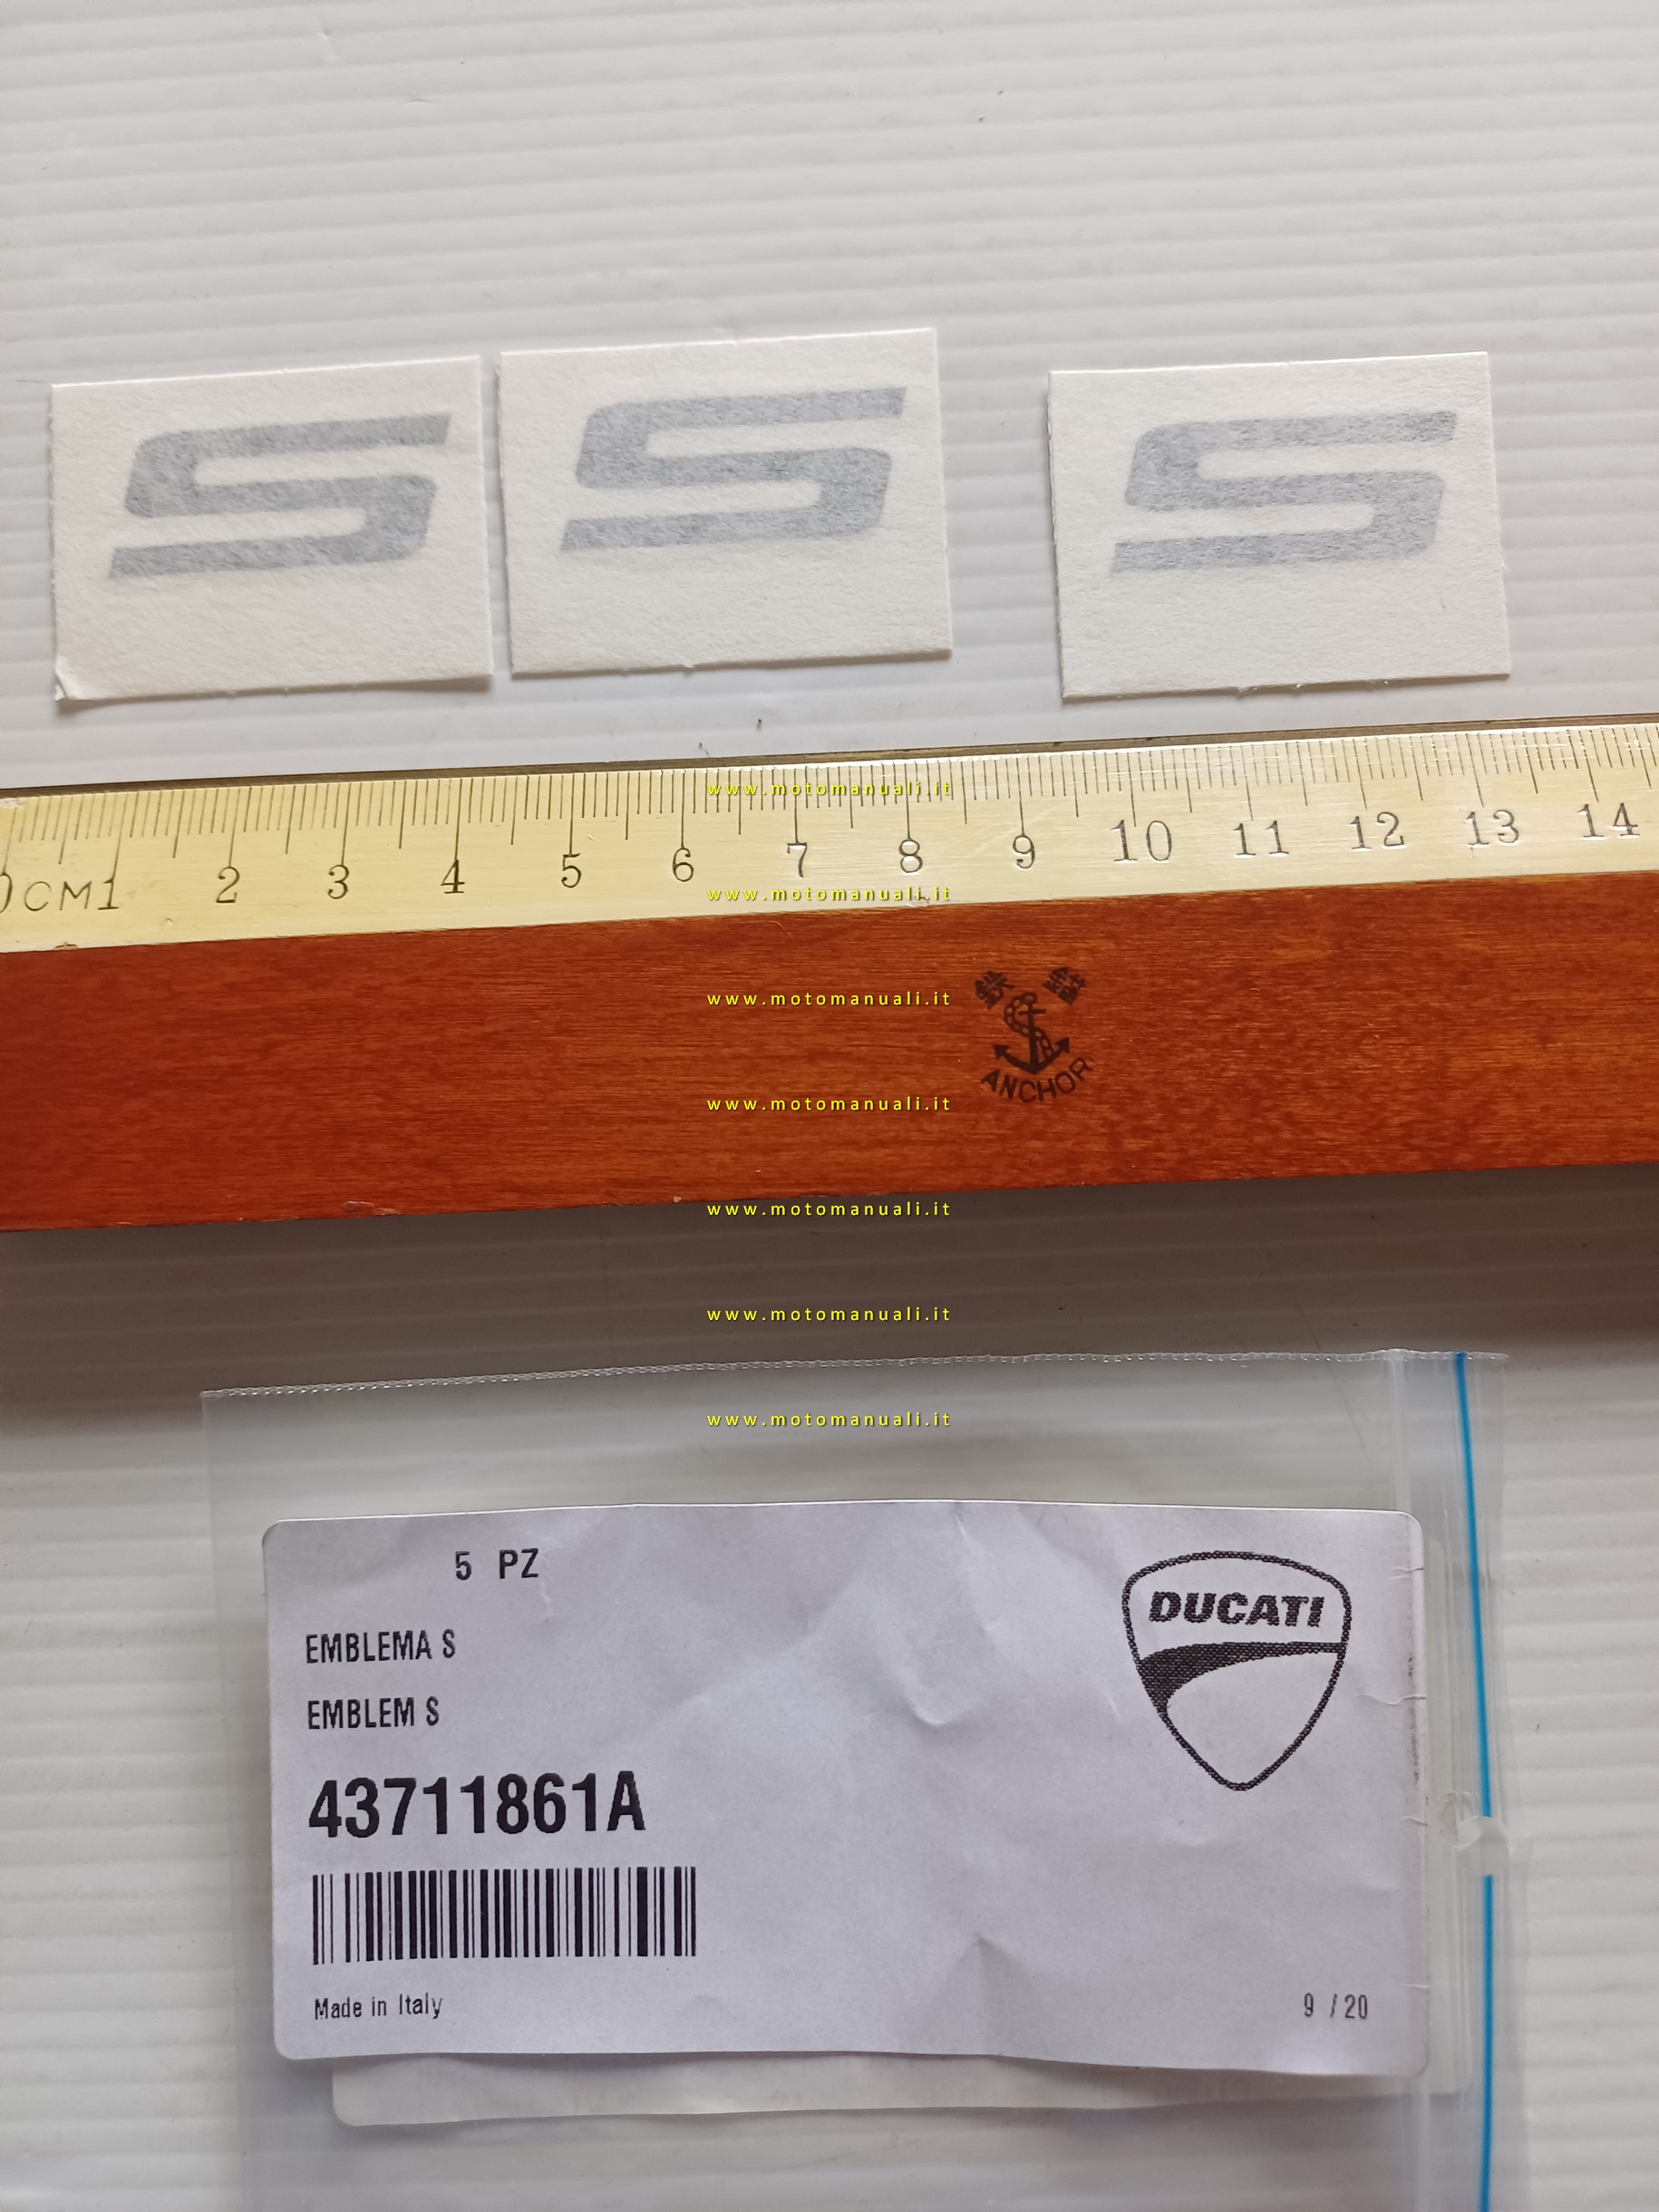 S S S
0CM1 2 3 4 5 6 7 8 9 10 11 12 13 14
www.motomanuali.it
www.motomanuali.it
www.motomanuali.it
ANCHOR
www.motomanuali.it
www.motomanuali.it
www.motomanuali.it
www.motomanuali.it
5 PZ
DUCATI
EMBLEMA S
EMBLEM S
43711861A
Made in Italy
9 / 20